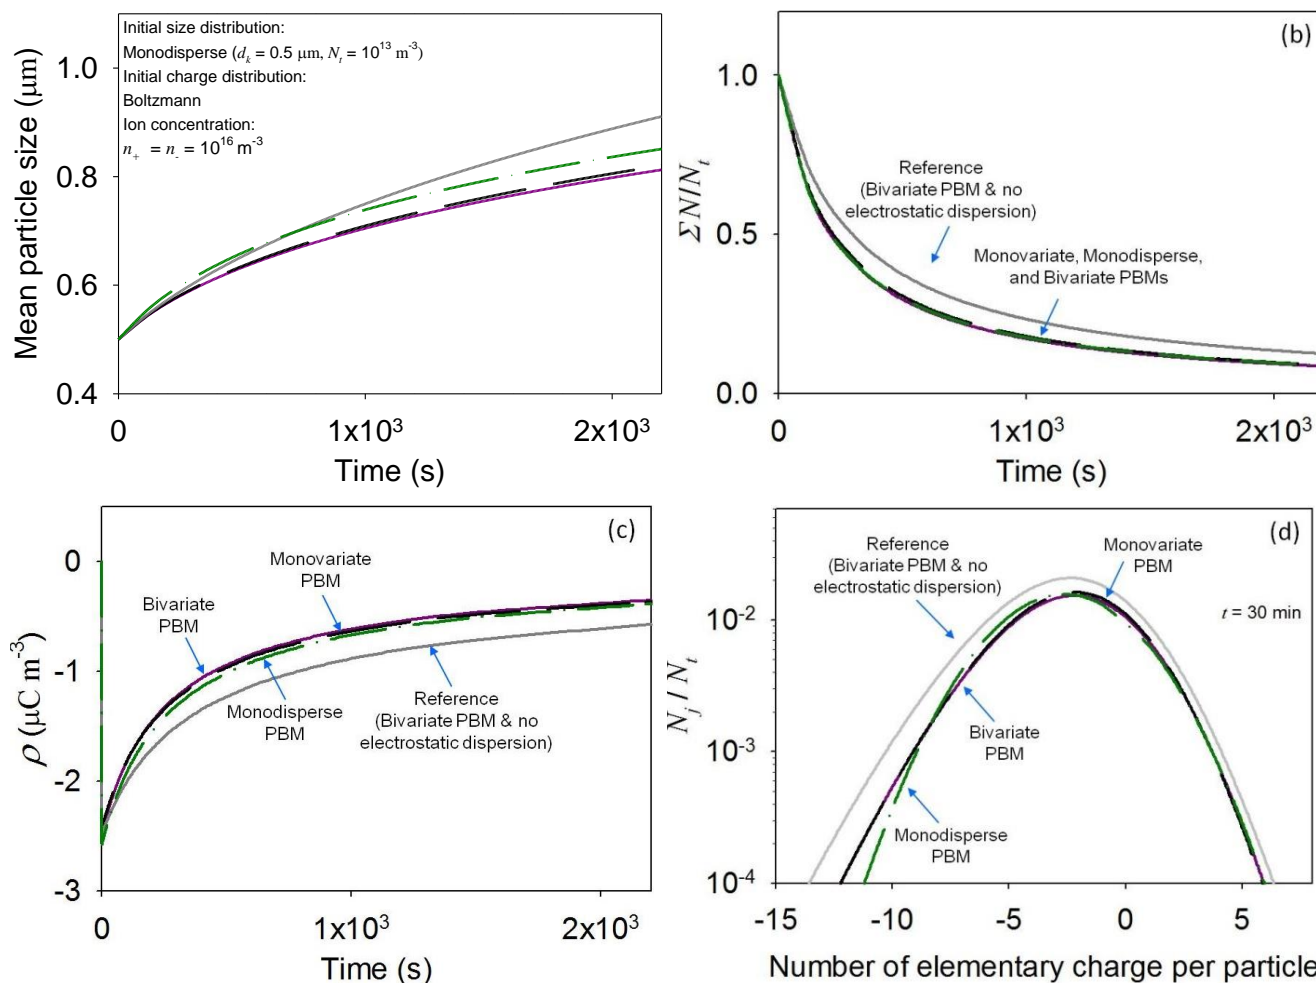 Mean particle size (μm)
1.0
0.8
0.6
0.4
Initial size distribution:
Monodisperse (d_k = 0.5 μm, N_t = 10^13 m^-3)
Initial charge distribution:
Boltzmann
Ion concentration:
n_+ = n_- = 10^16 m^-3
0
1x10^3
2x10^3
Time (s)
(b)
ΣN/N_t
1.0
0.5
0.0
Reference
(Bivariate PBM & no
electrostatic dispersion)
Monovariate, Monodisperse,
and Bivariate PBMs
0
1x10^3
2x10^3
Time (s)
(c)
ρ (μC m^-3)
0
-1
-2
-3
Monovariate
PBM
Bivariate
PBM
Monodisperse
PBM
Reference
(Bivariate PBM & no
electrostatic dispersion)
0
1x10^3
2x10^3
Time (s)
(d)
N_j / N_t
10^-2
10^-3
10^-4
Reference
(Bivariate PBM & no
electrostatic dispersion)
Monovariate
PBM
t = 30 min
Bivariate
PBM
Monodisperse
PBM
-15
-10
-5
0
5
Number of elementary charge per particle